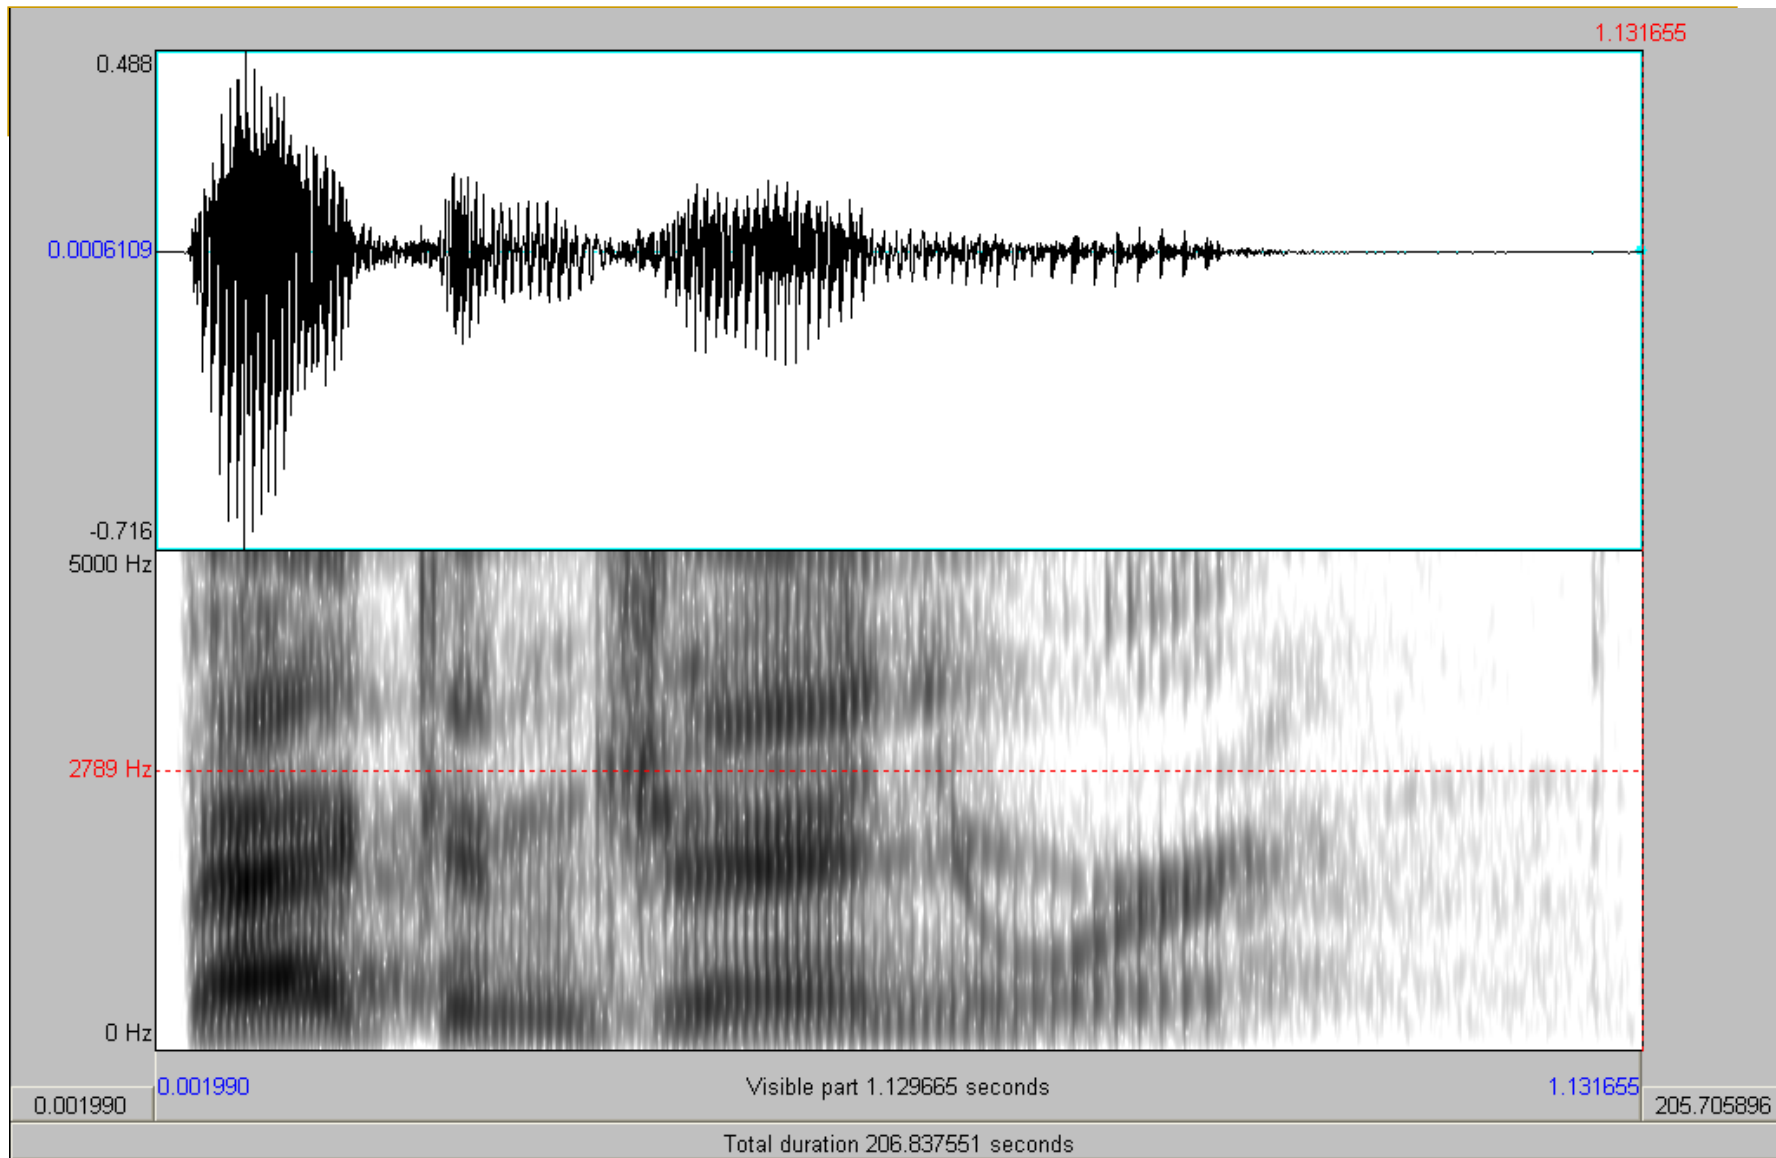 1.131655
0.488
0.0006109
-0.716
5000 Hz
2789 Hz
0 Hz
0.001990 Visible part 1.129665 seconds 1.131655
0.001990 205.705896
Total duration 206.837551 seconds